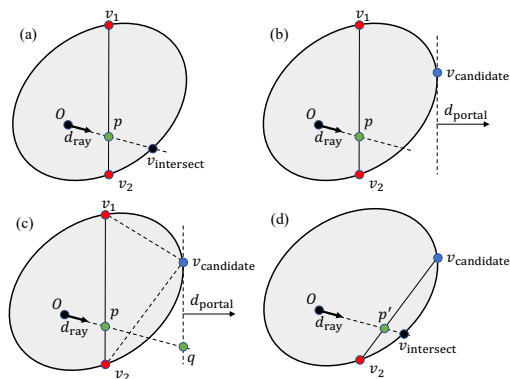 (a)
v₁
O
d_ray
p
v_intersect
v₂
(b)
v₁
v_candidate
O
d_ray
p
d_portal
v₂
(c)
v₁
v_candidate
O
d_ray
p
d_portal
q
v₂
(d)
v_candidate
O
d_ray
p′
v_intersect
v₂